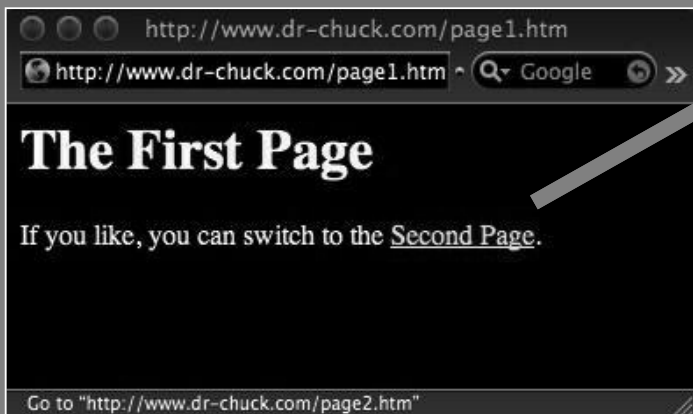 http://www.dr-chuck.com/page1.htm
http://www.dr-chuck.com/page1.htm Google
The First Page
If you like, you can switch to the Second Page.
Go to "http://www.dr-chuck.com/page2.htm"